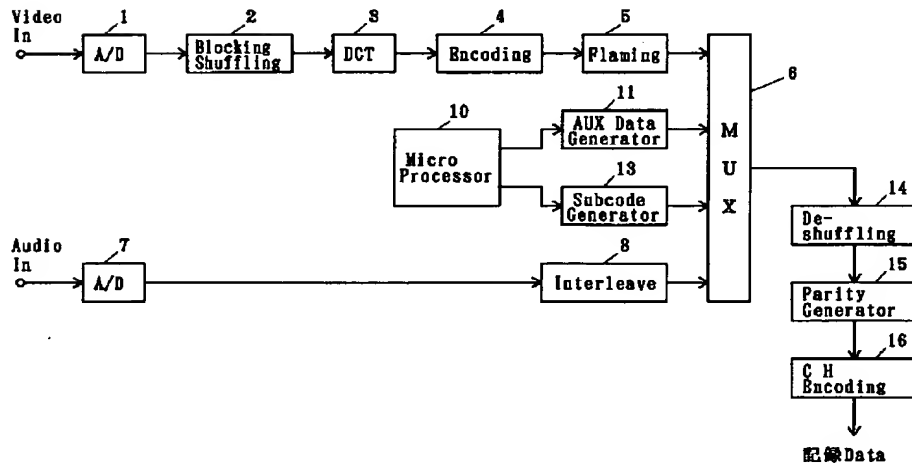 Video
In
1
A/D
2
Blocking
Shuffling
3
DCT
4
Encoding
5
Flaming
6
M
U
X
10
Micro
Processor
11
AUX Data
Generator
13
Subcode
Generator
Audio
In
7
A/D
8
Interleave
14
De-
shuffling
15
Parity
Generator
16
C H
Encoding
記録Data